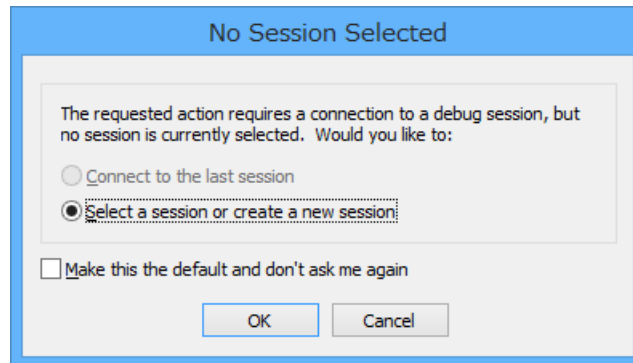 No Session Selected
The requested action requires a connection to a debug session, but
no session is currently selected.  Would you like to:
Connect to the last session
Select a session or create a new session
Make this the default and don't ask me again
OK
Cancel